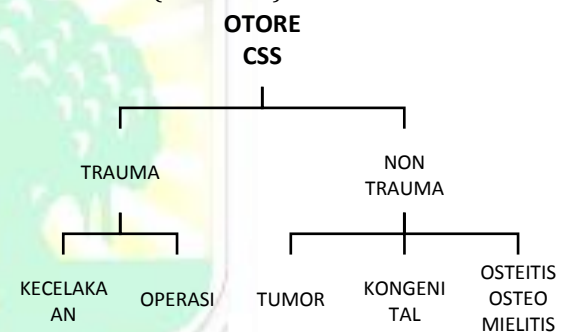 OTORE
CSS
TRAUMA
NON
TRAUMA
KECELAKA
AN
OPERASI
TUMOR
KONGENI
TAL
OSTEITIS
OSTEO
MIELITIS